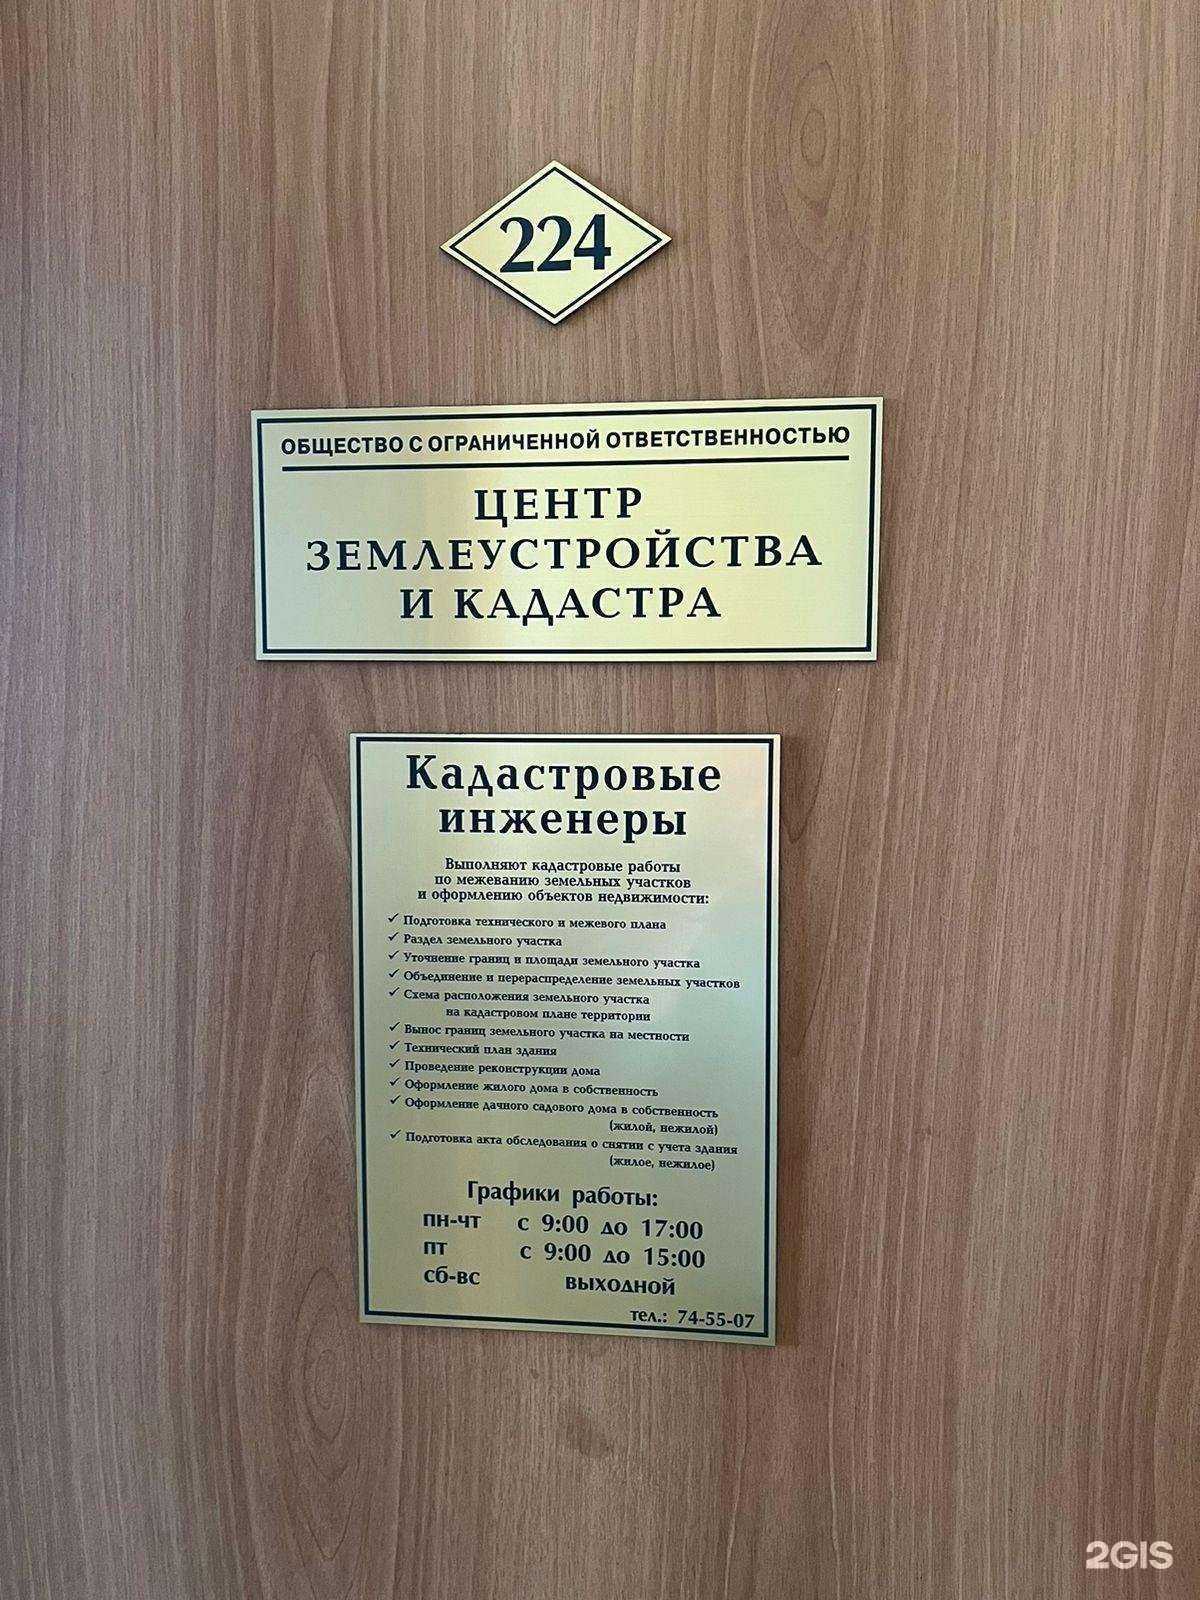 224
ОБЩЕСТВО С ОГРАНИЧЕННОЙ ОТВЕТСТВЕННОСТЬЮ
ЦЕНТР
ЗЕМЛЕУСТРОЙСТВА
И КАДАСТРА
Кадастровые
инженеры
Выполняют кадастровые работы
по межеванию земельных участков
и оформлению объектов недвижимости:
✓ Подготовка технического и межевого плана
✓ Раздел земельного участка
✓ Уточнение границ и площади земельного участка
✓ Объединение и перераспределение земельных участков
✓ Схема расположения земельного участка
на кадастровом плане территории
✓ Вынос границ земельного участка на местности
✓ Технический план здания
✓ Проведение реконструкции дома
✓ Оформление жилого дома в собственность
✓ Оформление дачного садового дома в собственность
(жилой, нежилой)
✓ Подготовка акта обследования о снятии с учета здания
(жилое, нежилое)
Графики работы:
пн-чт с 9:00 до 17:00
пт с 9:00 до 15:00
сб-вс выходной
тел.: 74-55-07
2GIS